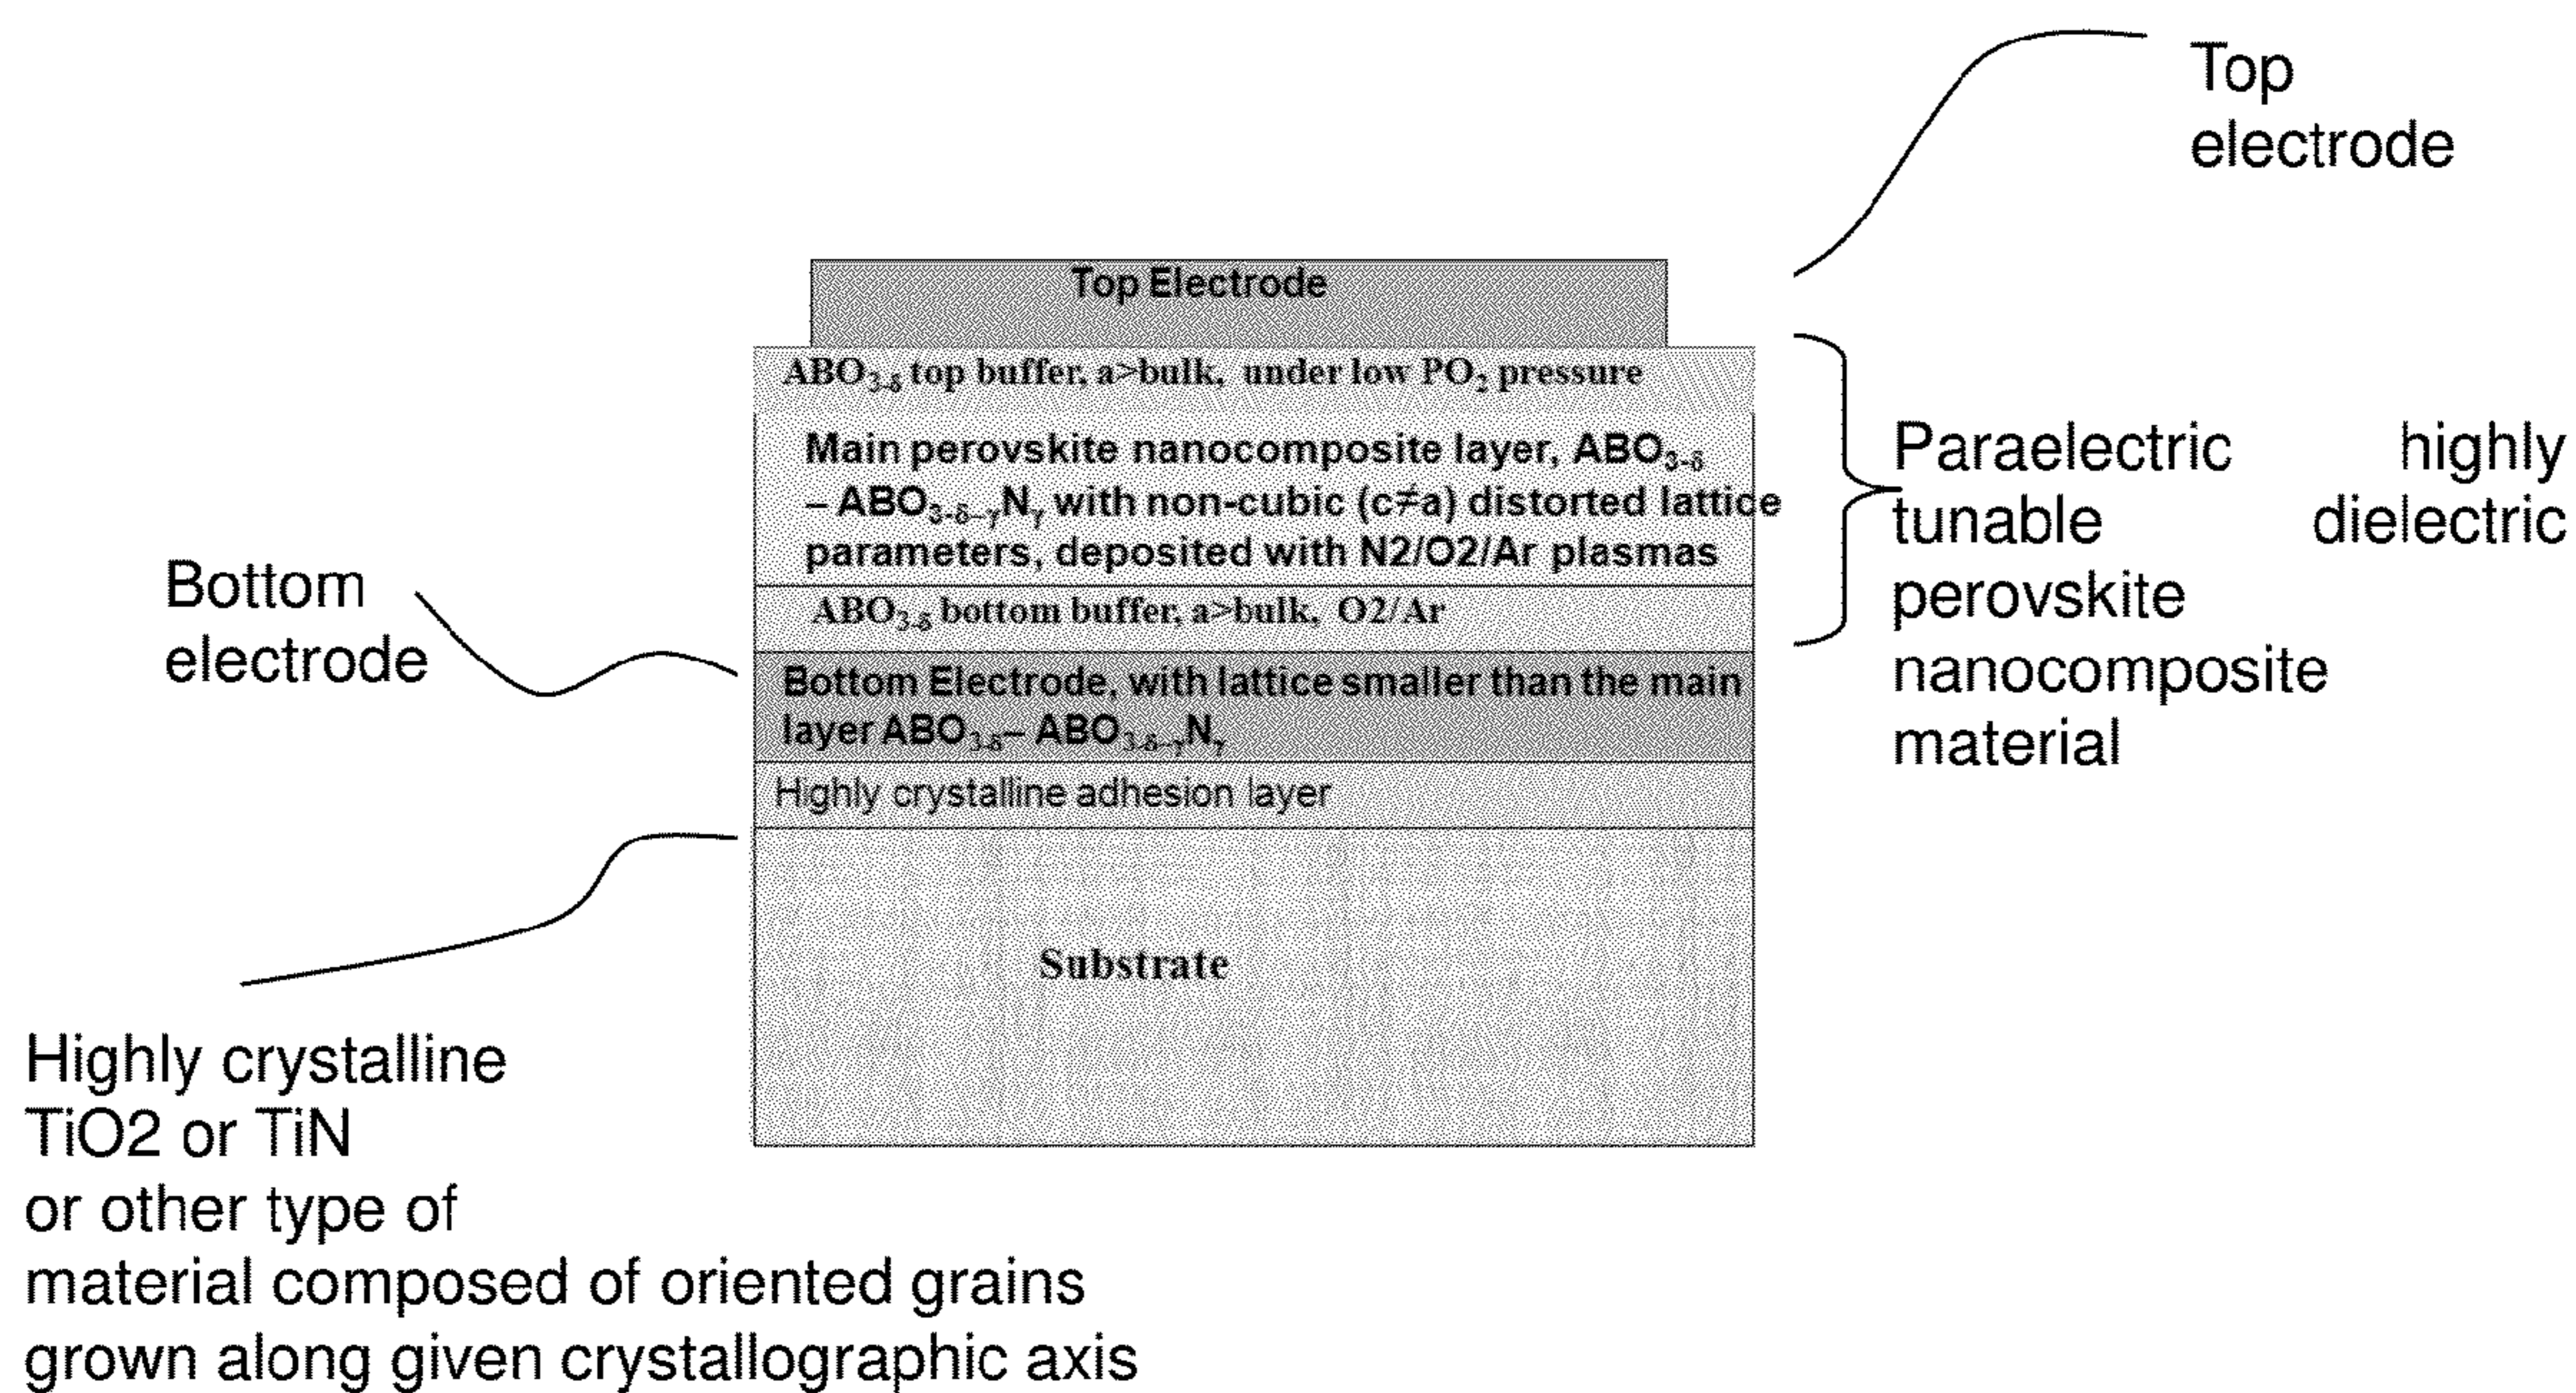 Top
electrode
Top Electrode
ABO₃₋δ top buffer, a>bulk, under low PO₂ pressure
Main perovskite nanocomposite layer, ABO₃₋δ
– ABO₃₋δ₋γNγ with non-cubic (c≠a) distorted lattice
parameters, deposited with N2/O2/Ar plasmas
ABO₃₋δ bottom buffer, a>bulk, O2/Ar
Bottom Electrode, with lattice smaller than the main
layer ABO₃₋δ– ABO₃₋δ₋γNγ
Highly crystalline adhesion layer
Substrate
Paraelectric highly
tunable dielectric
perovskite
nanocomposite
material
Bottom
electrode
Highly crystalline
TiO2 or TiN
or other type of
material composed of oriented grains
grown along given crystallographic axis